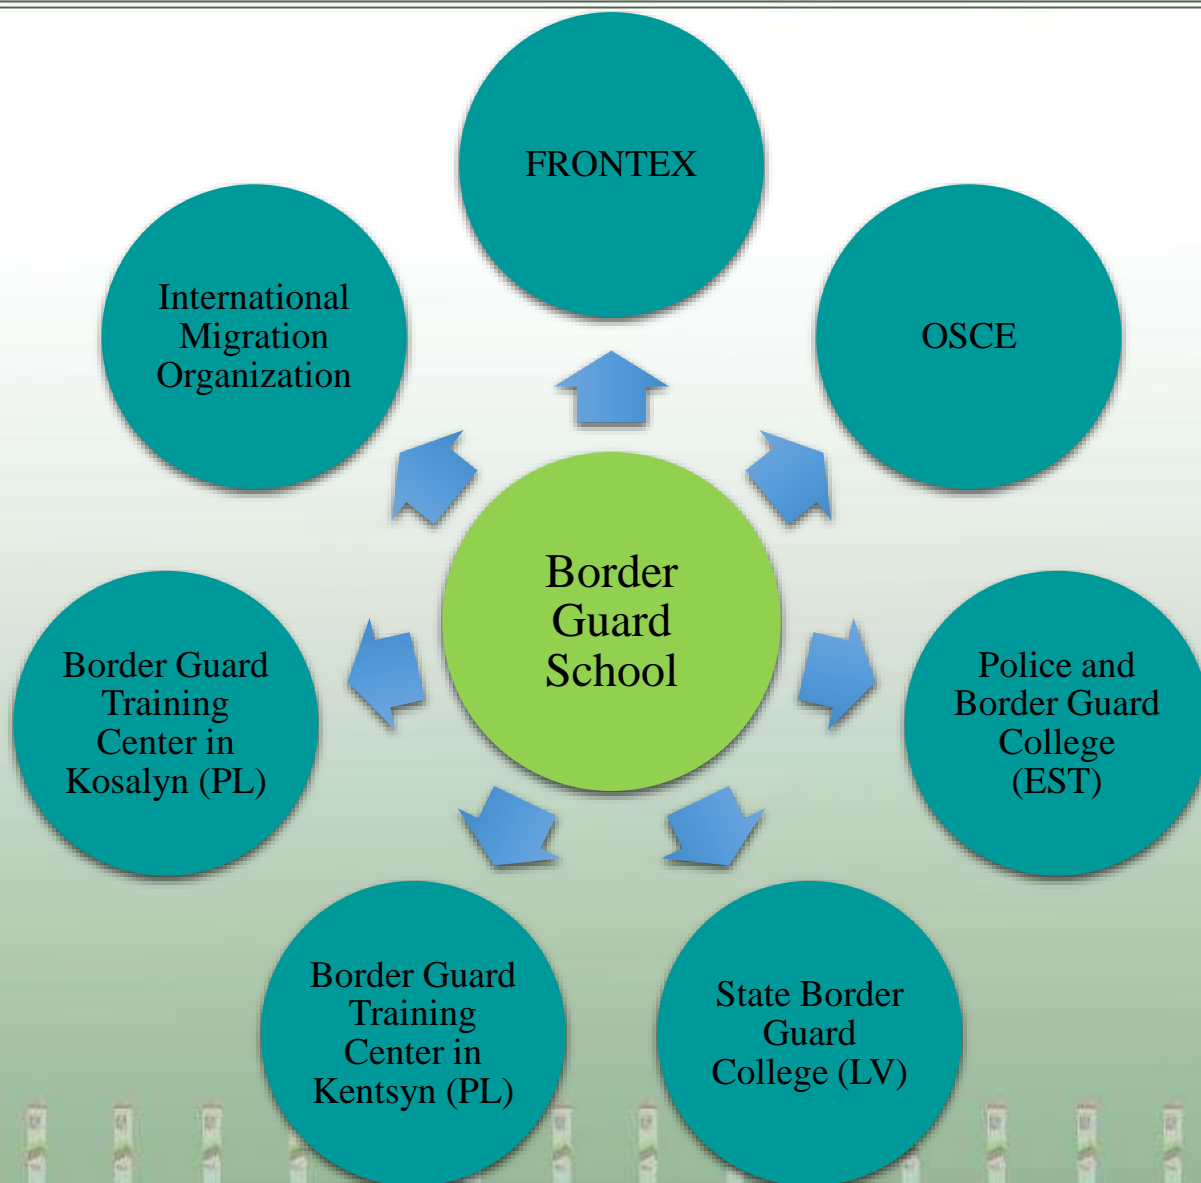 FRONTEX
International
Migration
Organization
OSCE
Border
Guard
School
Border Guard
Training
Center in
Kosalyn (PL)
Police and
Border Guard
College
(EST)
Border Guard
Training
Center in
Kentsyn (PL)
State Border
Guard
College (LV)